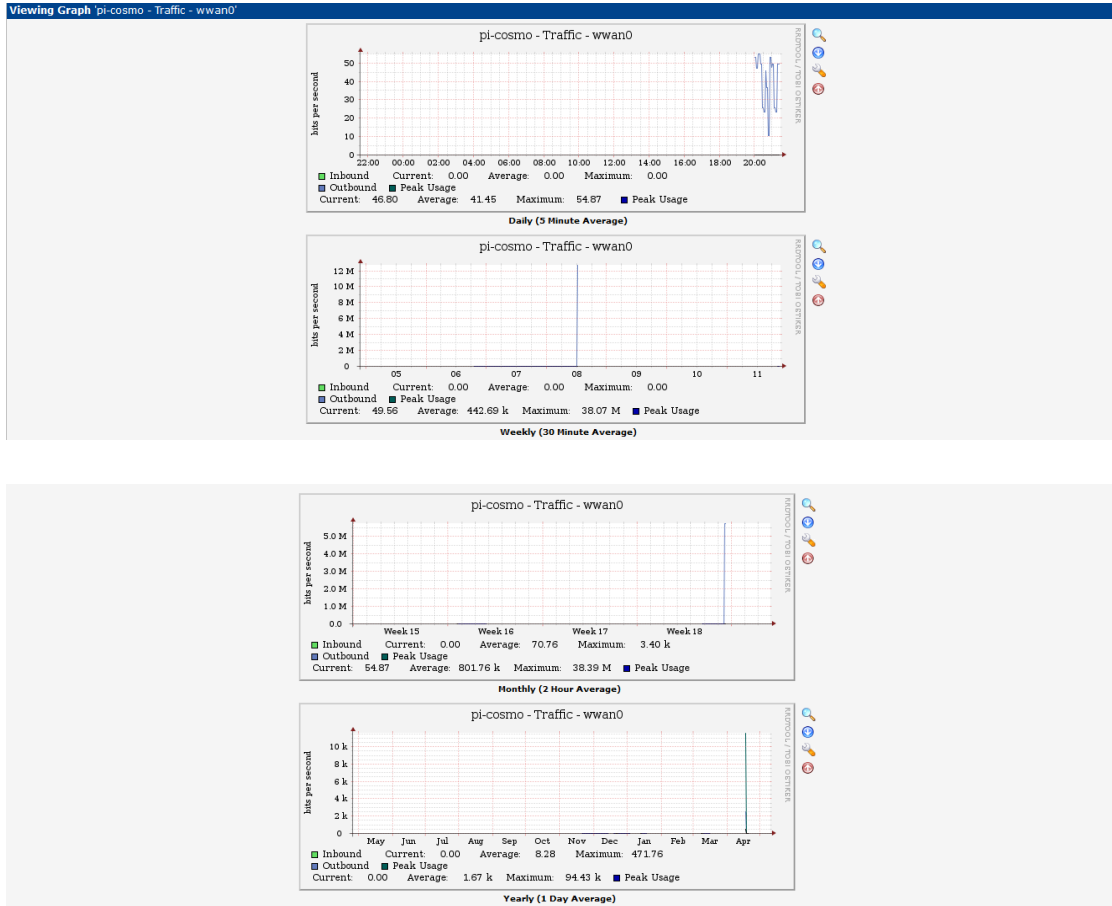 Viewing Graph 'pi-cosmo - Traffic - wwan0'
pi-cosmo - Traffic - wwan0
RRDTOOL / TOBI OETIKER
bits per second
50
40
30
20
10
0
22:00 00:00 02:00 04:00 06:00 08:00 10:00 12:00 14:00 16:00 18:00 20:00
Inbound Current: 0.00 Average: 0.00 Maximum: 0.00
Outbound Peak Usage
Current: 46.80 Average: 41.45 Maximum: 54.87 Peak Usage
Daily (5 Minute Average)
pi-cosmo - Traffic - wwan0
RRDTOOL / TOBI OETIKER
bits per second
12 M
10 M
8 M
6 M
4 M
2 M
0
05 06 07 08 09 10 11
Inbound Current: 0.00 Average: 0.00 Maximum: 0.00
Outbound Peak Usage
Current: 49.56 Average: 442.69 k Maximum: 38.07 M Peak Usage
Weekly (30 Minute Average)
pi-cosmo - Traffic - wwan0
RRDTOOL / TOBI OETIKER
bits per second
5.0 M
4.0 M
3.0 M
2.0 M
1.0 M
0.0
Week 15 Week 16 Week 17 Week 18
Inbound Current: 0.00 Average: 70.76 Maximum: 3.40 k
Outbound Peak Usage
Current: 54.87 Average: 801.76 k Maximum: 38.39 M Peak Usage
Monthly (2 Hour Average)
pi-cosmo - Traffic - wwan0
RRDTOOL / TOBI OETIKER
bits per second
10 k
8 k
6 k
4 k
2 k
0
May Jun Jul Aug Sep Oct Nov Dec Jan Feb Mar Apr
Inbound Current: 0.00 Average: 8.28 Maximum: 471.76
Outbound Peak Usage
Current: 0.00 Average: 1.67 k Maximum: 94.43 k Peak Usage
Yearly (1 Day Average)